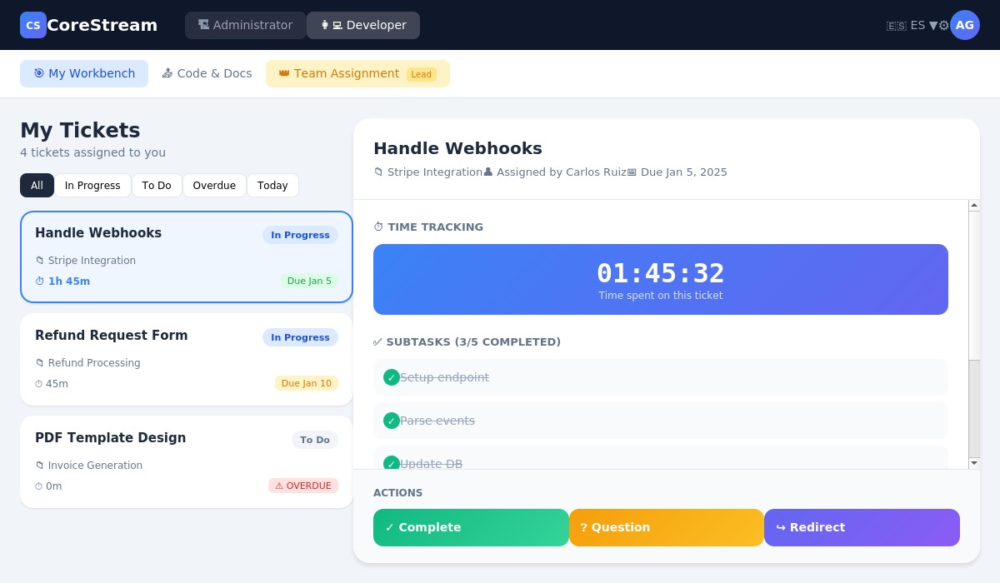 CS CoreStream 🏗 Administrator 👨‍💻 Developer 🇪🇸 ES ▼ ⚙ AG
🎯 My Workbench 📤 Code & Docs 👑 Team Assignment Lead
My Tickets
4 tickets assigned to you
All In Progress To Do Overdue Today
Handle Webhooks In Progress
📁 Stripe Integration
⏱ 1h 45m Due Jan 5
Refund Request Form In Progress
📁 Refund Processing
⏱ 45m Due Jan 10
PDF Template Design To Do
📁 Invoice Generation
⏱ 0m ⚠ OVERDUE
Handle Webhooks
📁 Stripe Integration 👤 Assigned by Carlos Ruiz 📅 Due Jan 5, 2025
⏱ TIME TRACKING
01:45:32
Time spent on this ticket
✅ SUBTASKS (3/5 COMPLETED)
✓ Setup endpoint
✓ Parse events
✓ Update DB
ACTIONS
✓ Complete ? Question ↪ Redirect